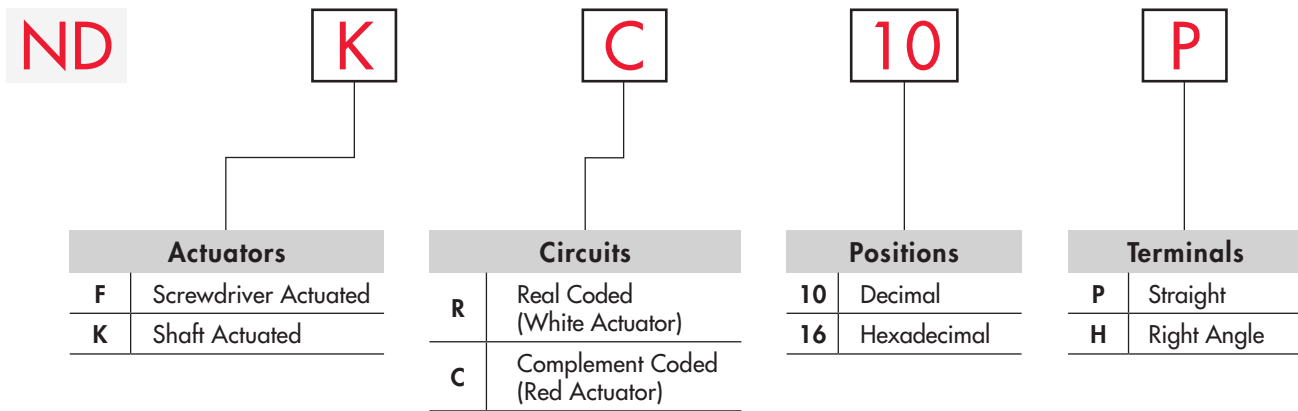 ND K C 10 P
Actuators
F Screwdriver Actuated
K Shaft Actuated
Circuits
R Real Coded
(White Actuator)
C Complement Coded
(Red Actuator)
Positions
10 Decimal
16 Hexadecimal
Terminals
P Straight
H Right Angle